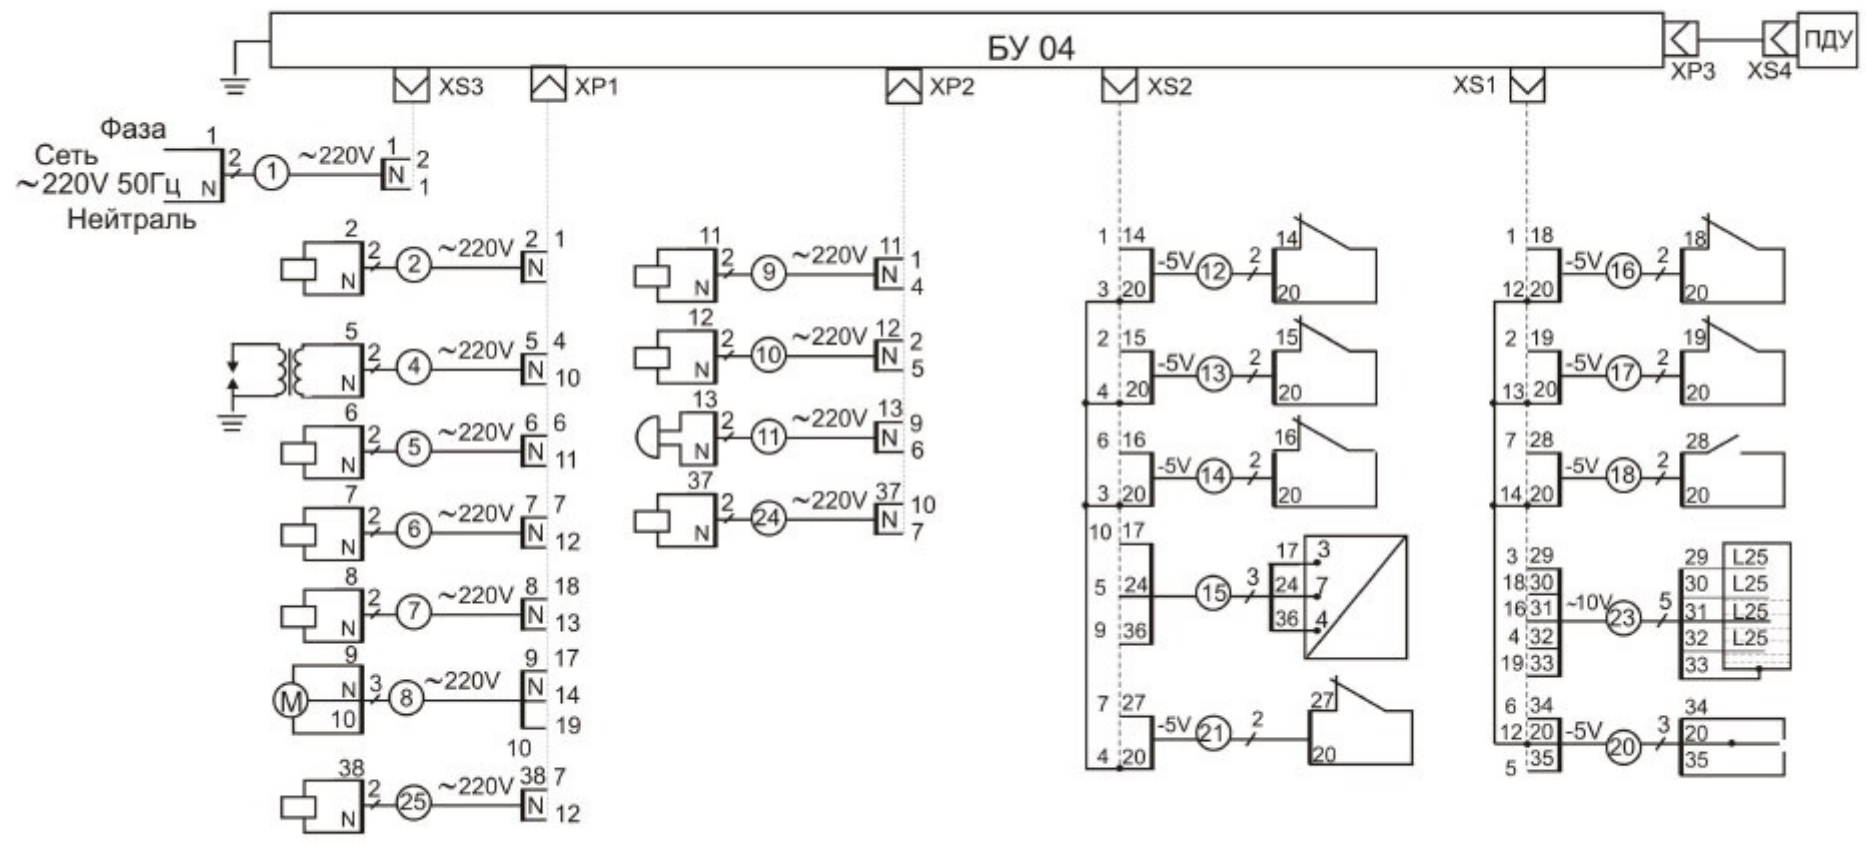 БУ 04
XP3
XS4
ПДУ
XS3
XP1
XP2
XS2
XS1
Фаза
Сеть
~220V 50Гц
Нейтраль
1
N
2
1
~220V
1
N
2
1
2
N
2
2
~220V
2
N
1
5
N
2
4
~220V
5
N
4
10
6
N
2
5
~220V
6
N
6
11
7
N
2
6
~220V
7
N
7
12
8
N
2
7
~220V
8
N
18
13
9
M
N
10
3
8
~220V
9
N
17
14
19
10
38
N
2
25
~220V
38
N
7
12
11
N
2
9
~220V
11
N
1
4
12
N
2
10
~220V
12
N
2
5
13
N
2
11
~220V
13
N
9
6
37
N
2
24
~220V
37
N
10
7
1 14
3 20
-5V
12
2
14
20
2 15
4 20
-5V
13
2
15
20
6 16
3 20
-5V
14
2
16
20
10 17
5 24
9 36
15
3
17 3
24 7
36 4
7 27
4 20
-5V
21
2
27
20
1 18
12 20
-5V
16
2
18
20
2 19
13 20
-5V
17
2
19
20
7 28
14 20
-5V
18
2
28
20
3 29
18 30
16 31
4 32
19 33
~10V
23
5
29 L25
30 L25
31 L25
32 L25
33
6 34
12 20
5 35
-5V
20
3
34
20
35